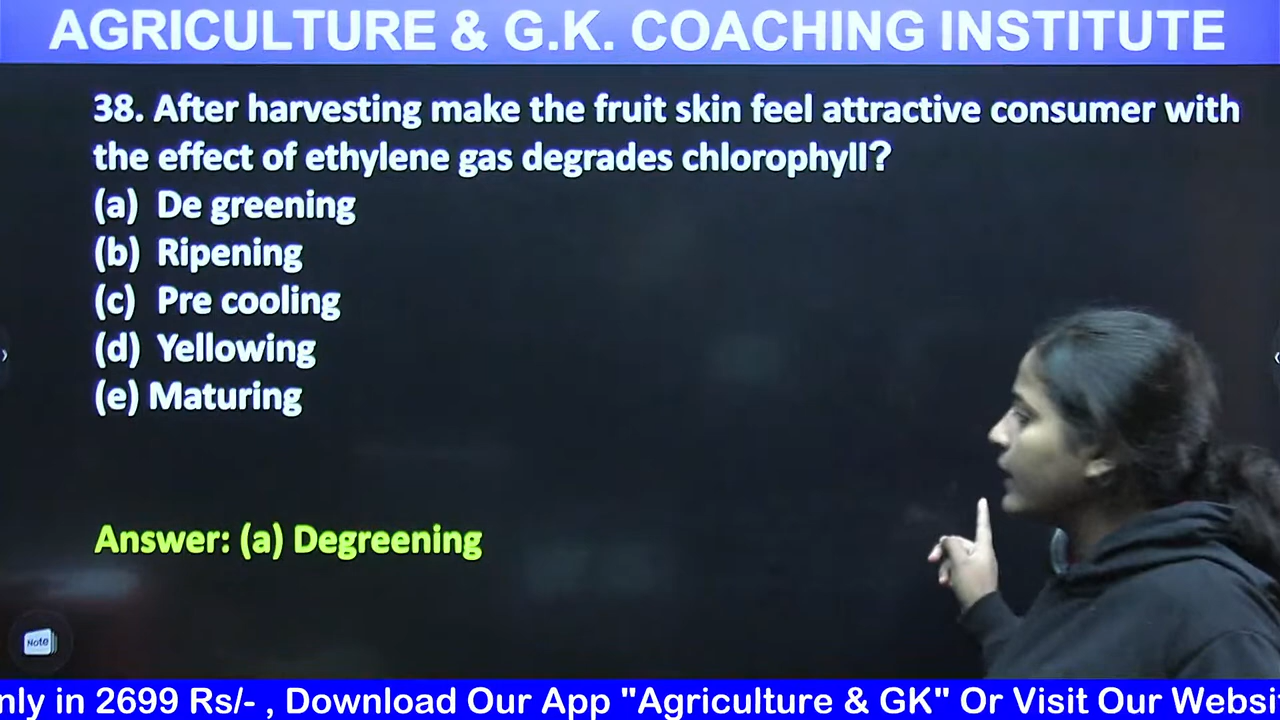 AGRICULTURE & G.K. COACHING INSTITUTE
38. After harvesting make the fruit skin feel attractive consumer with
the effect of ethylene gas degrades chlorophyll?
(a) De greening
(b) Ripening
(c) Pre cooling
(d) Yellowing
(e) Maturing
Answer: (a) Degreening
Note
nly in 2699 Rs/- , Download Our App "Agriculture & GK" Or Visit Our Websi